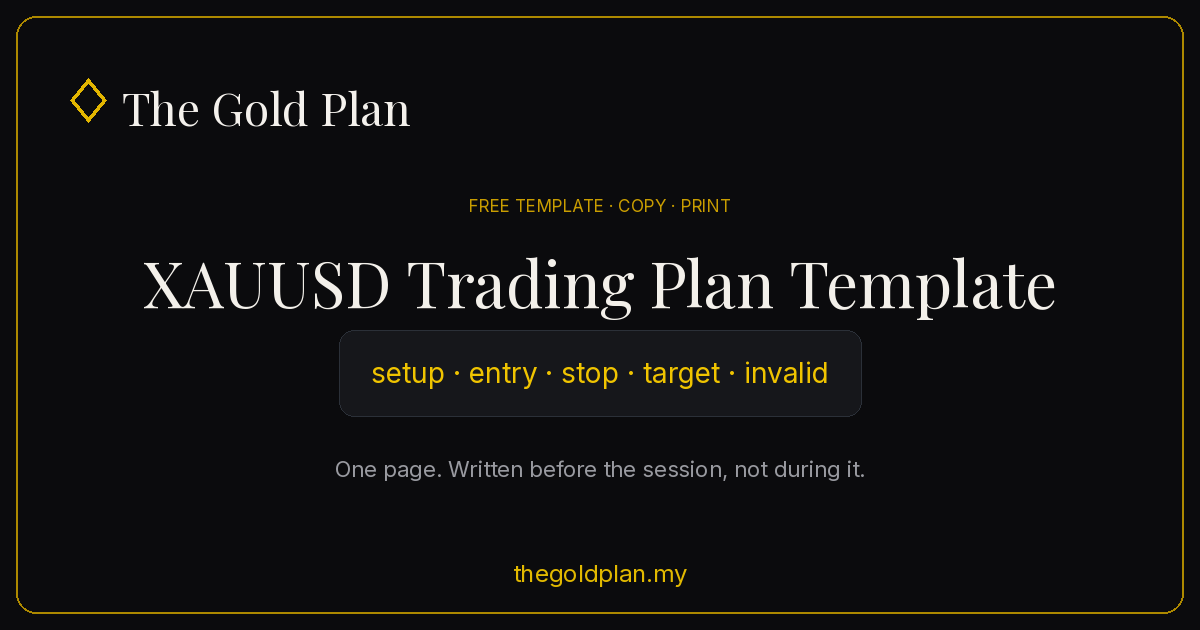 The Gold Plan
FREE TEMPLATE · COPY · PRINT
XAUUSD Trading Plan Template
setup · entry · stop · target · invalid
One page. Written before the session, not during it.
thegoldplan.my